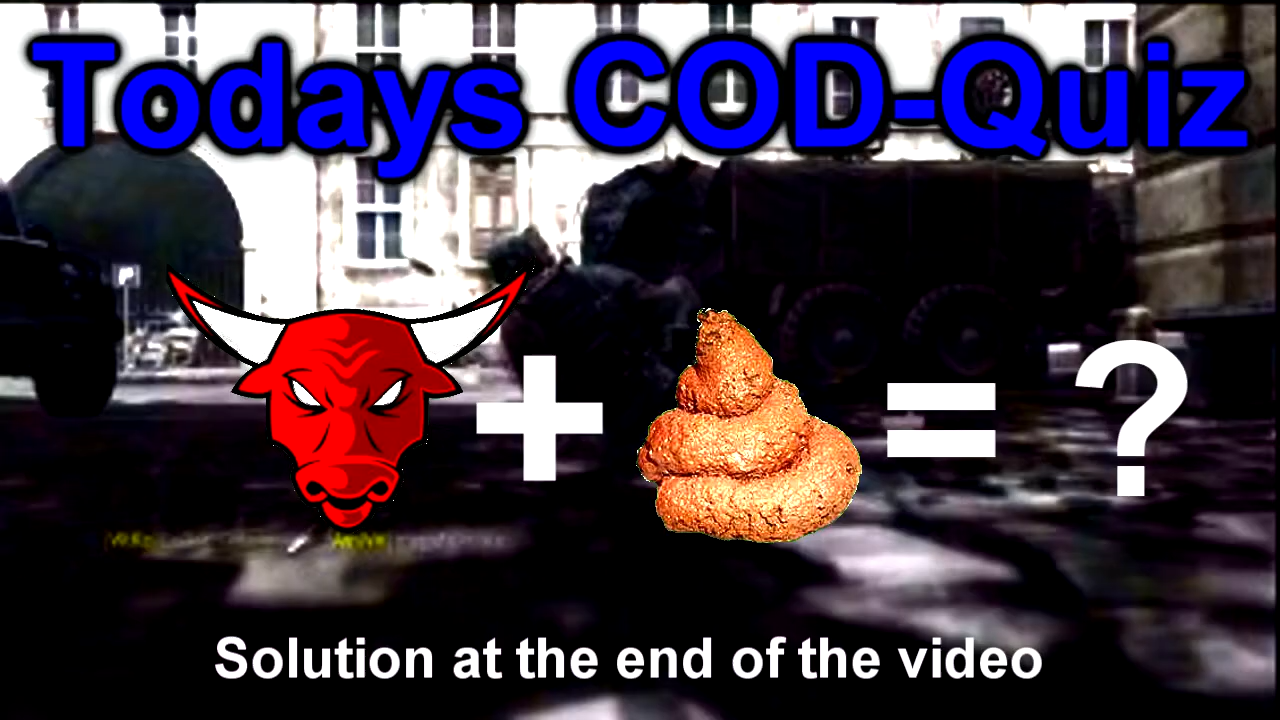 Todays COD-Quiz
+ = ?
Solution at the end of the video